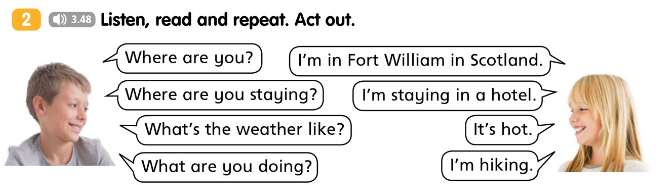 2 3.48 Listen, read and repeat. Act out.
Where are you?
I'm in Fort William in Scotland.
Where are you staying?
I'm staying in a hotel.
What's the weather like?
It's hot.
What are you doing?
I'm hiking.